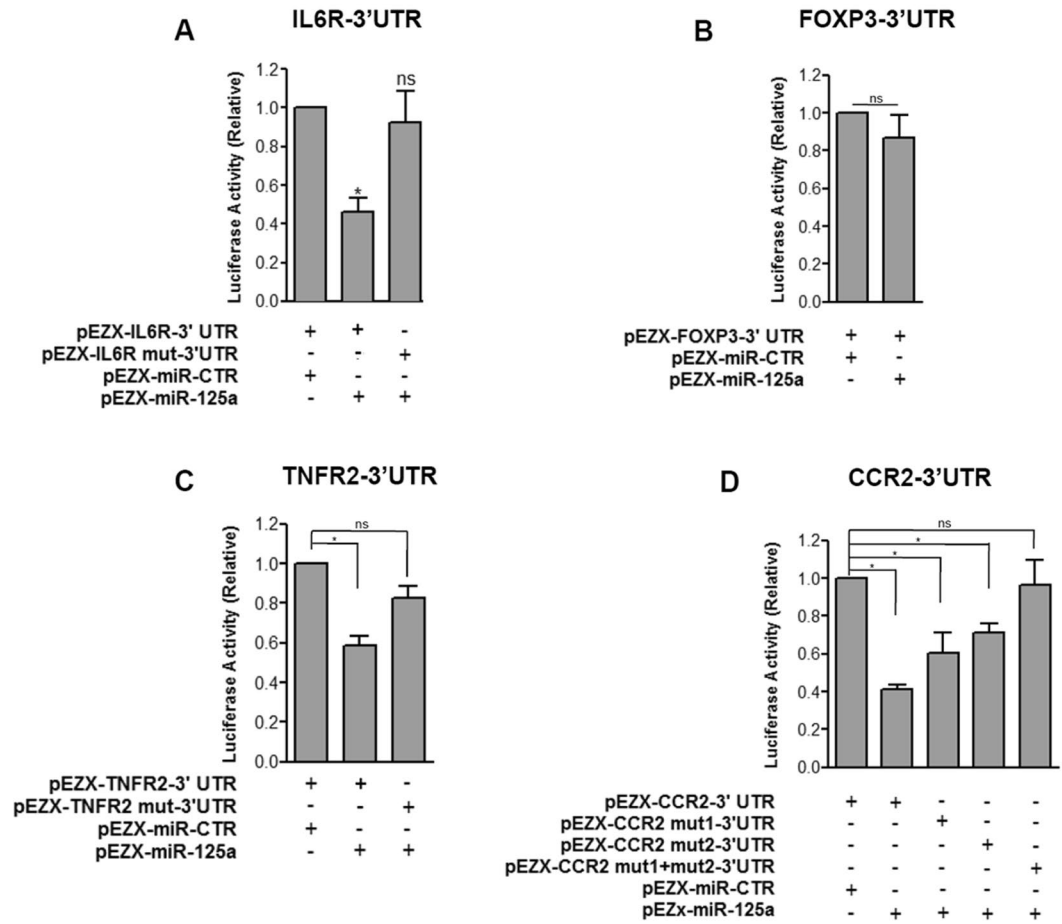 A
IL6R-3'UTR
Luciferase Activity (Relative)
1.2
1.0
0.8
0.6
0.4
0.2
0.0
*
ns
pEZX-IL6R-3' UTR + + -
pEZX-IL6R mut-3'UTR - - +
pEZX-miR-CTR + - -
pEZX-miR-125a - + +
B
FOXP3-3'UTR
Luciferase Activity (Relative)
1.2
1.0
0.8
0.6
0.4
0.2
0.0
ns
pEZX-FOXP3-3' UTR + +
pEZX-miR-CTR + -
pEZX-miR-125a - +
C
TNFR2-3'UTR
Luciferase Activity (Relative)
1.2
1.0
0.8
0.6
0.4
0.2
0.0
ns
*
pEZX-TNFR2-3' UTR + + -
pEZX-TNFR2 mut-3'UTR - - +
pEZX-miR-CTR + - -
pEZX-miR-125a - + +
D
CCR2-3'UTR
Luciferase Activity (Relative)
1.2
1.0
0.8
0.6
0.4
0.2
0.0
ns
*
*
*
pEZX-CCR2-3' UTR + + - - -
pEZX-CCR2 mut1-3'UTR - - + - -
pEZX-CCR2 mut2-3'UTR - - - + -
pEZX-CCR2 mut1+mut2-3'UTR - - - - +
pEZX-miR-CTR + - - - -
pEZx-miR-125a - + + + +